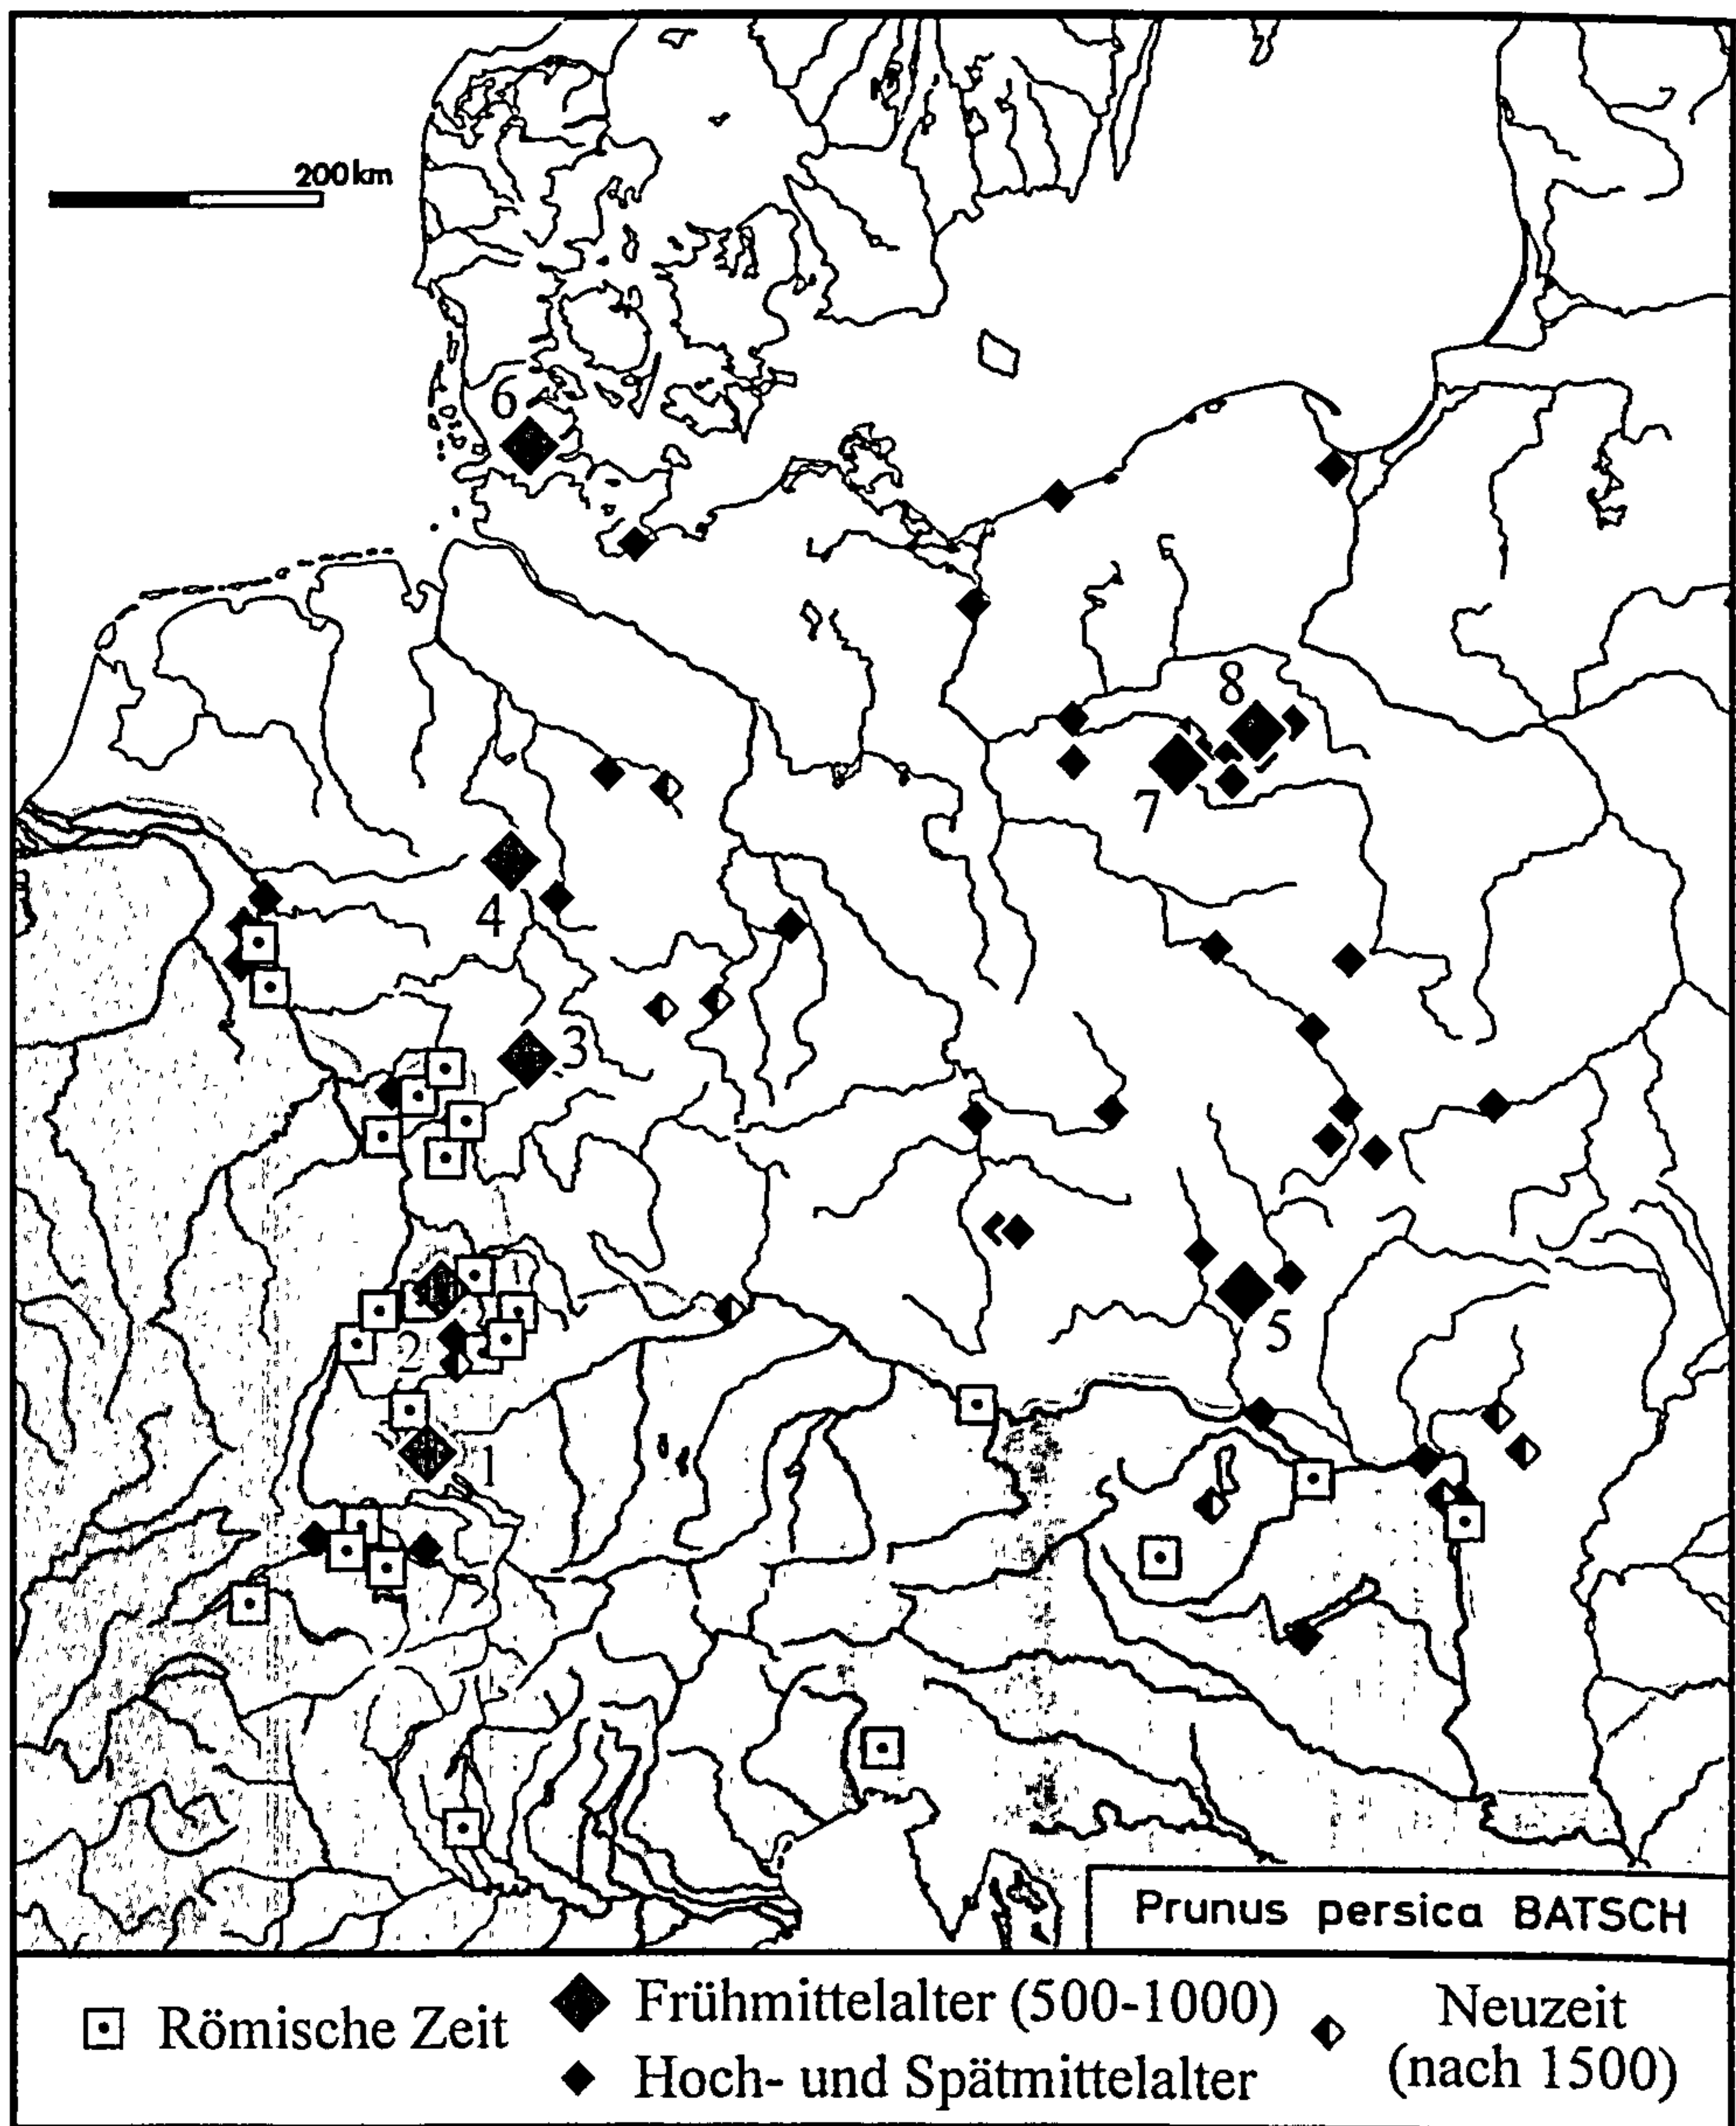 200km
6
8
7
4
3
2
5
1
Prunus persica BATSCH
Römische Zeit
Frühmittelalter (500-1000)
Hoch- und Spätmittelalter
Neuzeit
(nach 1500)